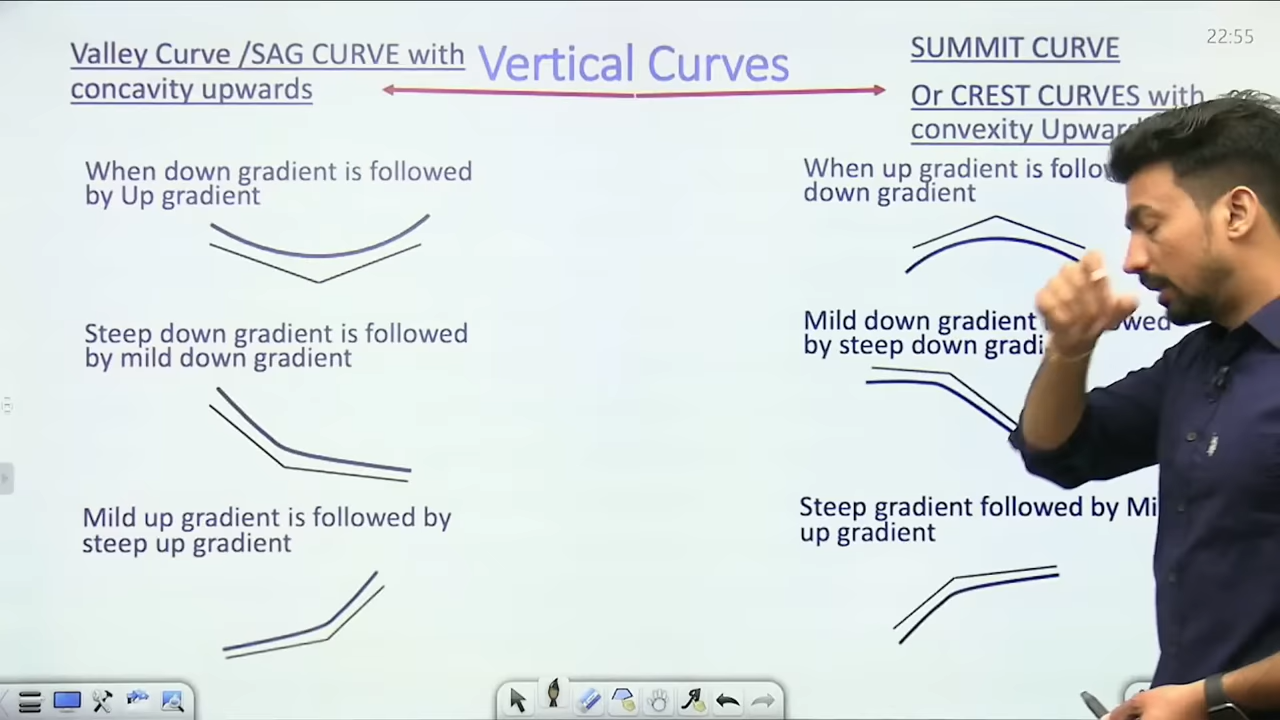 Valley Curve /SAG CURVE with
concavity upwards
Vertical Curves
SUMMIT CURVE
Or CREST CURVES with
convexity Upward
22:55
When down gradient is followed
by Up gradient
Steep down gradient is followed
by mild down gradient
Mild up gradient is followed by
steep up gradient
When up gradient is
down gradient
Mild down gradient
by steep down
Steep gradient followed by
up gradient